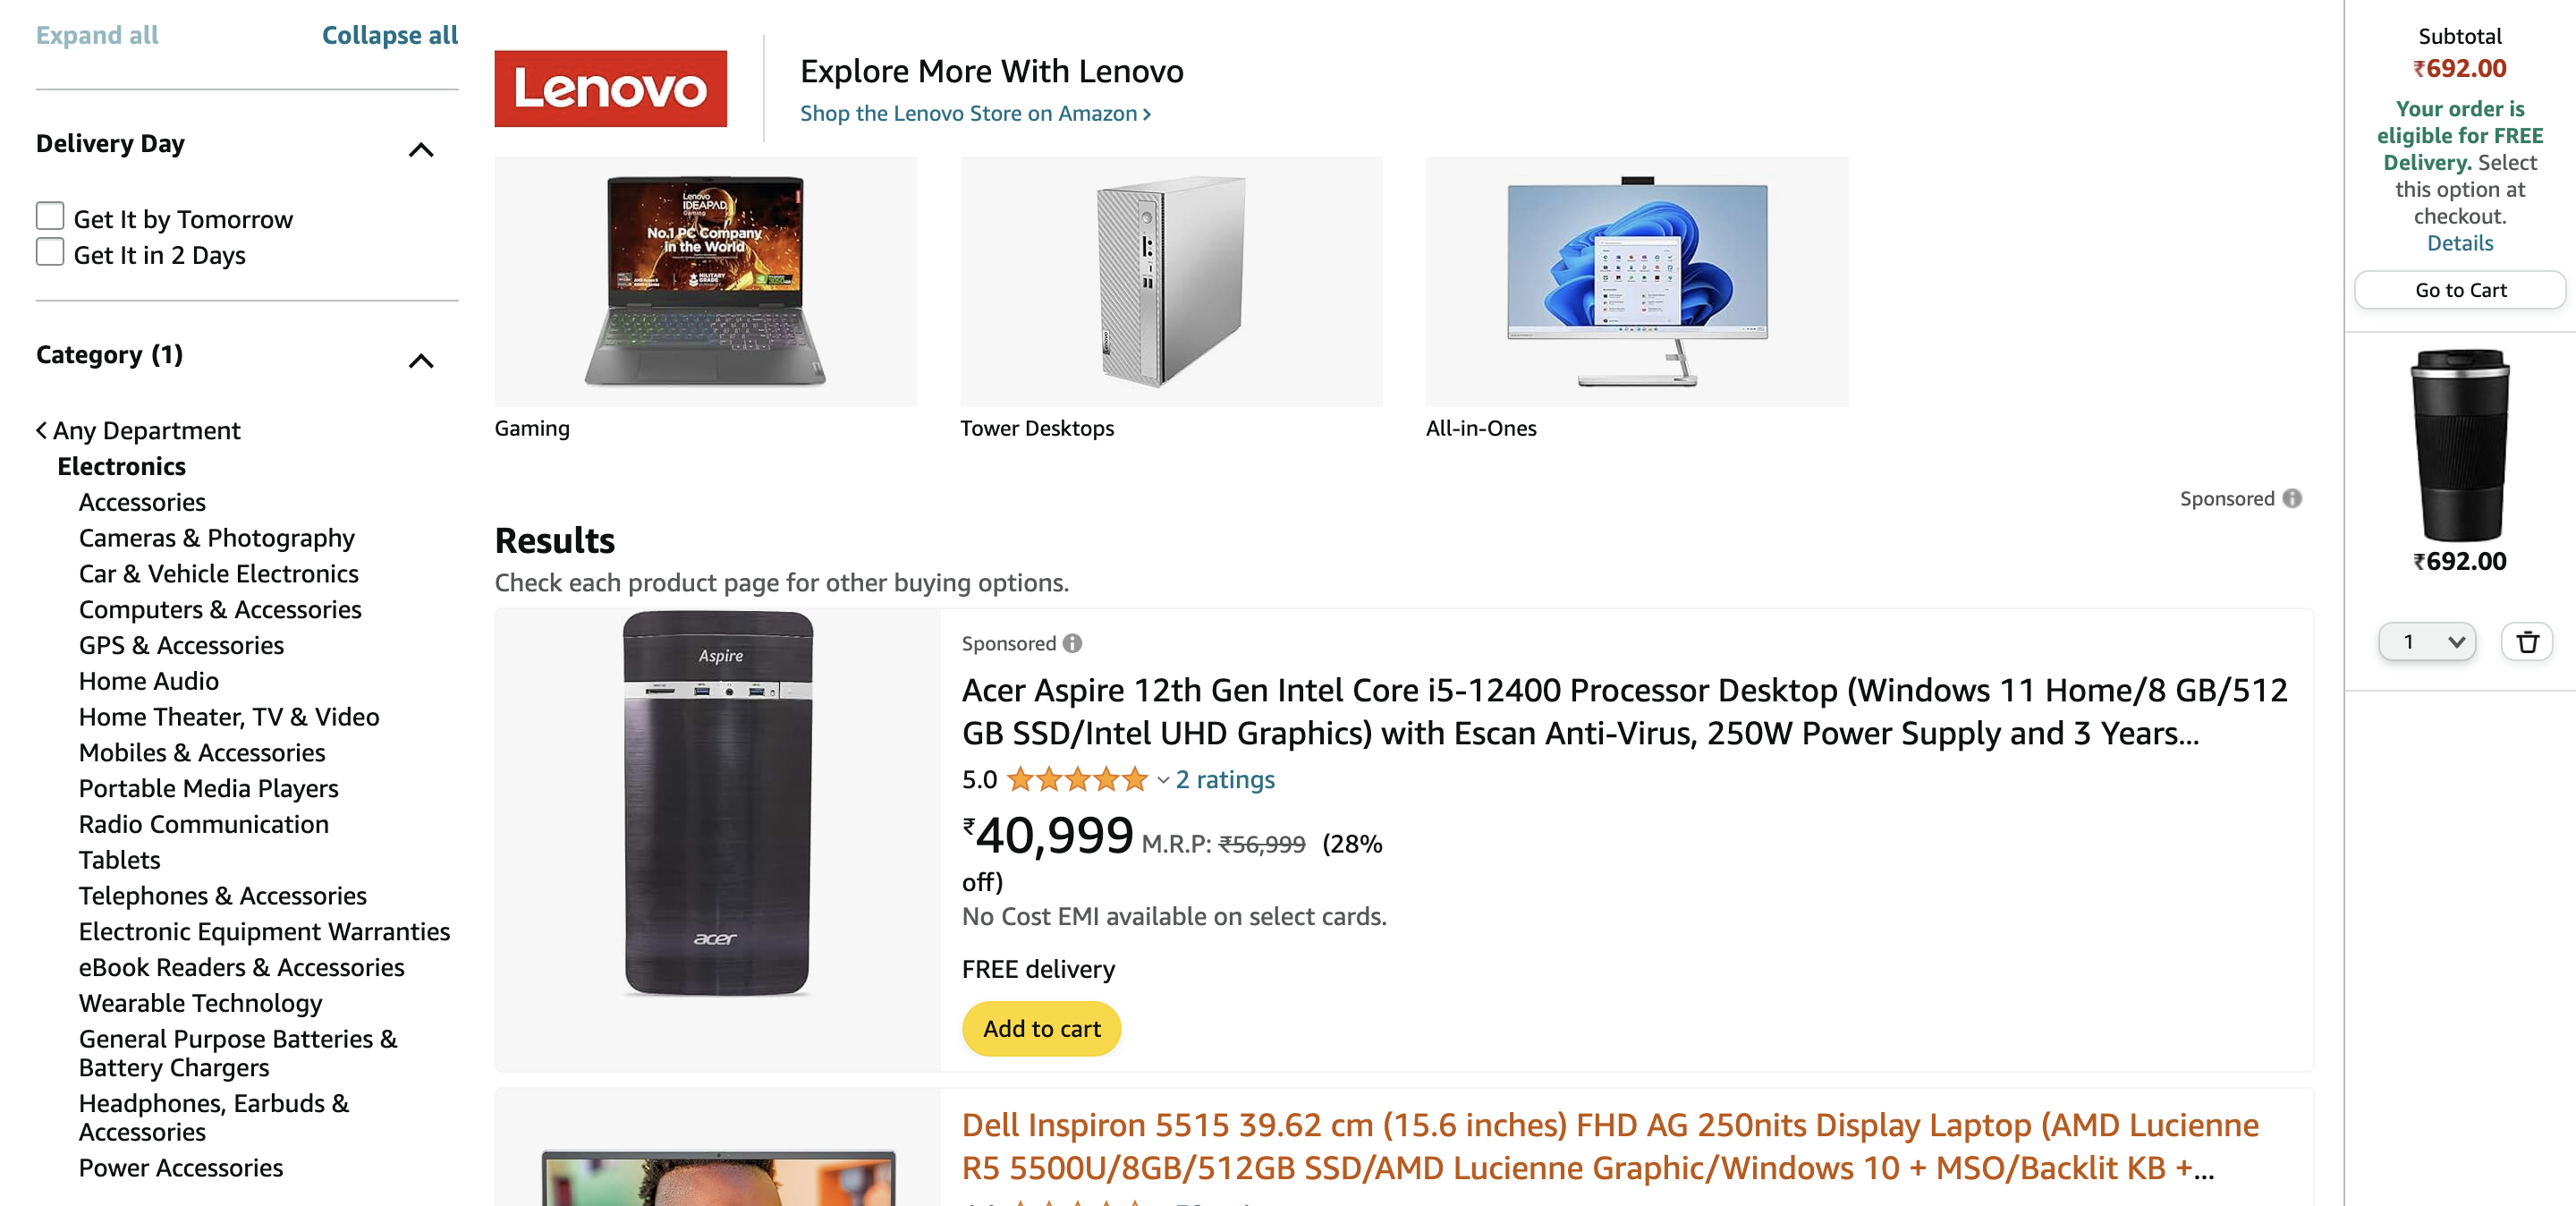 Expand all
Collapse all
Delivery Day
Get It by Tomorrow
Get It in 2 Days
Category (1)
Any Department
Electronics
Accessories
Cameras & Photography
Car & Vehicle Electronics
Computers & Accessories
GPS & Accessories
Home Audio
Home Theater, TV & Video
Mobiles & Accessories
Portable Media Players
Radio Communication
Tablets
Telephones & Accessories
Electronic Equipment Warranties
eBook Readers & Accessories
Wearable Technology
General Purpose Batteries &
Battery Chargers
Headphones, Earbuds &
Accessories
Power Accessories
Lenovo
Explore More With Lenovo
Shop the Lenovo Store on Amazon
Lenovo
IDEAPAD
Gaming
No.1 PC Company
in the World
MILITARY
GRADE
Gaming
Lenovo
Tower Desktops
All-in-Ones
Sponsored
Results
Check each product page for other buying options.
Aspire
acer
Sponsored
Acer Aspire 12th Gen Intel Core i5-12400 Processor Desktop (Windows 11 Home/8 GB/512
GB SSD/Intel UHD Graphics) with Escan Anti-Virus, 250W Power Supply and 3 Years...
5.0 2 ratings
₹40,999 M.R.P: ₹56,999 (28%
off)
No Cost EMI available on select cards.
FREE delivery
Add to cart
Dell Inspiron 5515 39.62 cm (15.6 inches) FHD AG 250nits Display Laptop (AMD Lucienne
R5 5500U/8GB/512GB SSD/AMD Lucienne Graphic/Windows 10 + MSO/Backlit KB +...
Subtotal
₹692.00
Your order is
eligible for FREE
Delivery. Select
this option at
checkout.
Details
Go to Cart
₹692.00
1